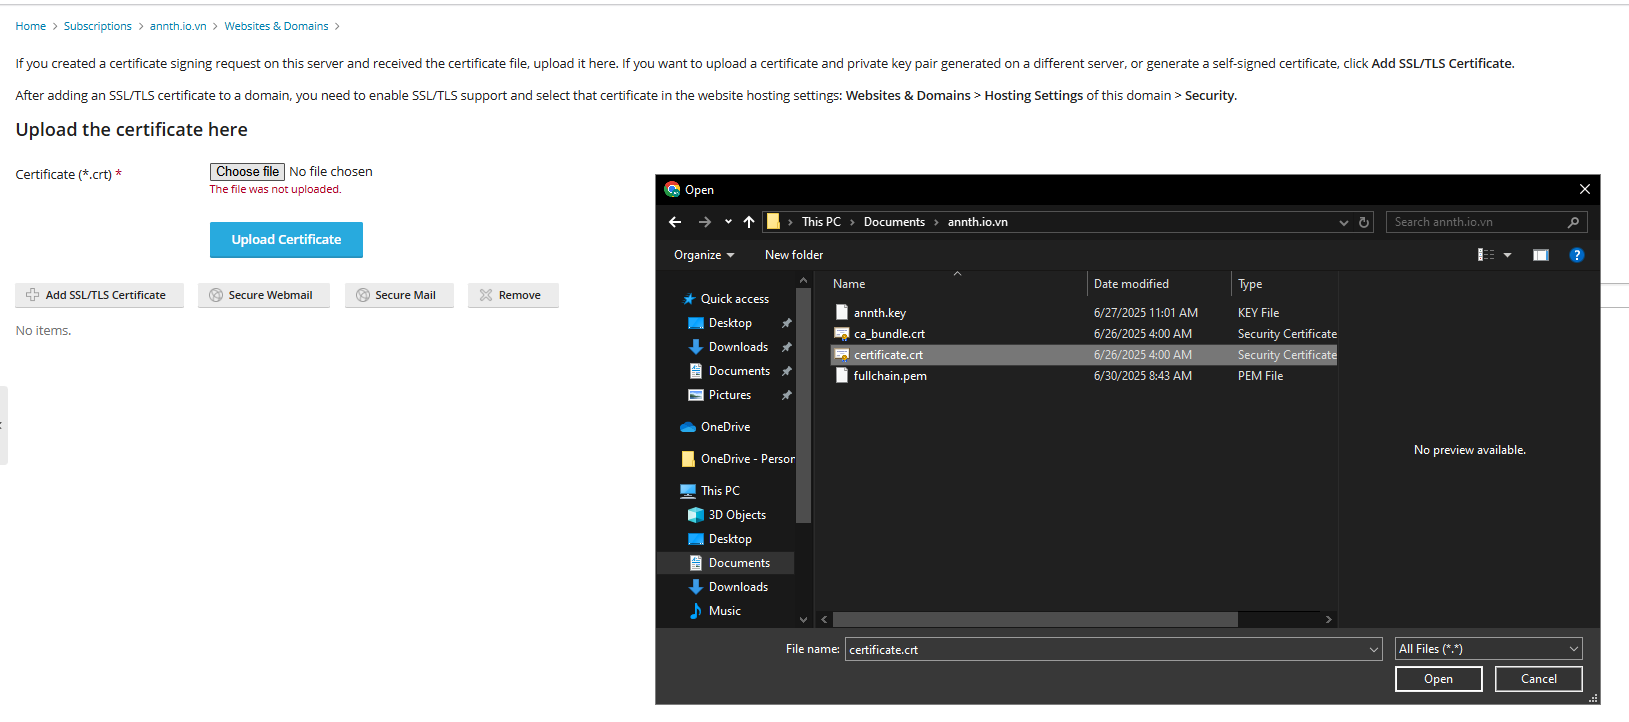 Home > Subscriptions > annth.io.vn > Websites & Domains >
If you created a certificate signing request on this server and received the certificate file, upload it here. If you want to upload a certificate and private key pair generated on a different server, or generate a self-signed certificate, click Add SSL/TLS Certificate.
After adding an SSL/TLS certificate to a domain, you need to enable SSL/TLS support and select that certificate in the website hosting settings: Websites & Domains > Hosting Settings of this domain > Security.
Upload the certificate here
Certificate (*.crt) *
Choose file No file chosen
The file was not uploaded.
Upload Certificate
Add SSL/TLS Certificate Secure Webmail Secure Mail Remove
No items.
Open
This PC > Documents > annth.io.vn
Search annth.io.vn
Organize New folder
Quick access
Desktop
Downloads
Documents
Pictures
OneDrive
OneDrive - Person
This PC
3D Objects
Desktop
Documents
Downloads
Music
Name Date modified Type
annth.key 6/27/2025 11:01 AM KEY File
ca_bundle.crt 6/26/2025 4:00 AM Security Certificate
certificate.crt 6/26/2025 4:00 AM Security Certificate
fullchain.pem 6/30/2025 8:43 AM PEM File
No preview available.
File name: certificate.crt All Files (*.*)
Open Cancel